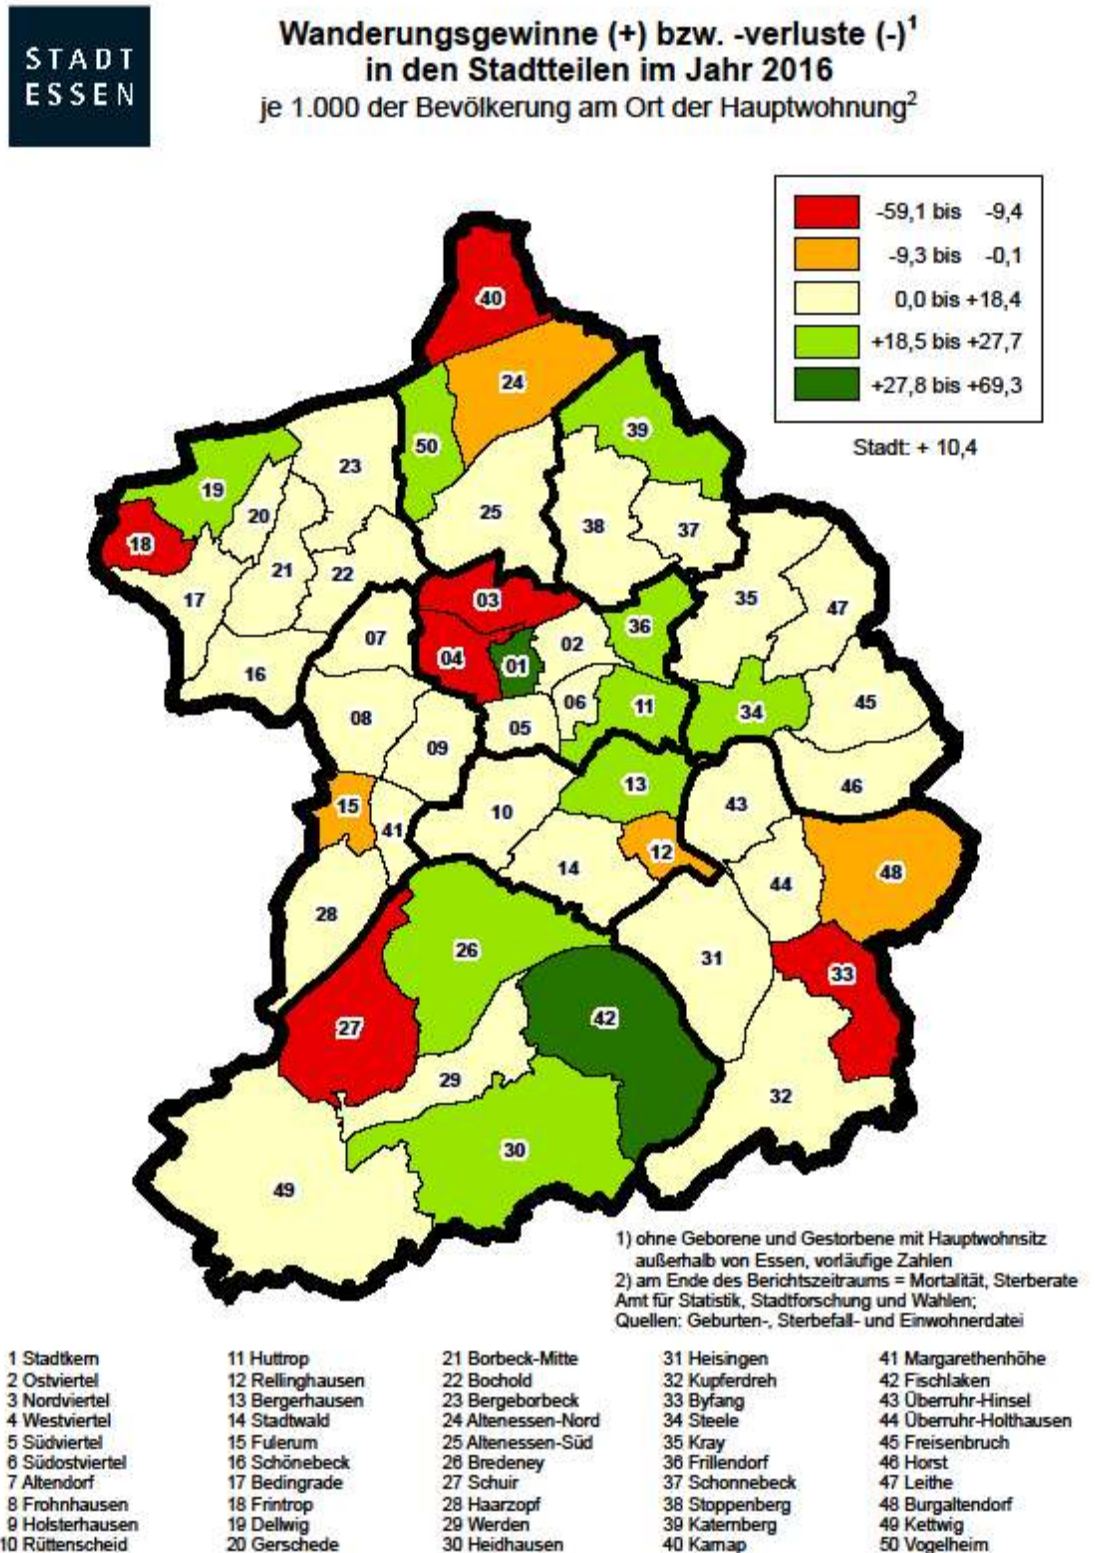 STADT
ESSEN
Wanderungsgewinne (+) bzw. -verluste (-)¹
in den Stadtteilen im Jahr 2016
je 1.000 der Bevölkerung am Ort der Hauptwohnung²
-59,1 bis -9,4
-9,3 bis -0,1
0,0 bis +18,4
+18,5 bis +27,7
+27,8 bis +69,3
Stadt: + 10,4
40
24
39
50
23
19
20
25
38
37
18
21
22
17
35
47
03
36
07
02
04
01
16
06
11
34
45
08
05
09
13
46
15
10
43
41
12
14
44
48
28
26
31
33
27
42
29
32
30
49
1) ohne Geborene und Gestorbene mit Hauptwohnsitz
außerhalb von Essen, vorläufige Zahlen
2) am Ende des Berichtszeitraums = Mortalität, Sterberate
Amt für Statistik, Stadtforschung und Wahlen;
Quellen: Geburten-, Sterbefall- und Einwohnerdatei
1 Stadtkern
2 Ostviertel
3 Nordviertel
4 Westviertel
5 Südviertel
6 Südostviertel
7 Altendorf
8 Frohnhausen
9 Holsterhausen
10 Rüttenscheid
11 Huttrop
12 Rellinghausen
13 Bergerhausen
14 Stadtwald
15 Fulerum
16 Schönebeck
17 Bedingrade
18 Frintrop
19 Dellwig
20 Gerschede
21 Borbeck-Mitte
22 Bochold
23 Bergeborbeck
24 Altenessen-Nord
25 Altenessen-Süd
26 Bredeney
27 Schuir
28 Haarzopf
29 Werden
30 Heidhausen
31 Heisingen
32 Kupferdreh
33 Byfang
34 Steele
35 Kray
36 Frillendorf
37 Schonnebeck
38 Stoppenberg
39 Katernberg
40 Karnap
41 Margarethenhöhe
42 Fischlaken
43 Überruhr-Hinsel
44 Überruhr-Holthausen
45 Freisenbruch
46 Horst
47 Leithe
48 Burgaltendorf
49 Kettwig
50 Vogelheim